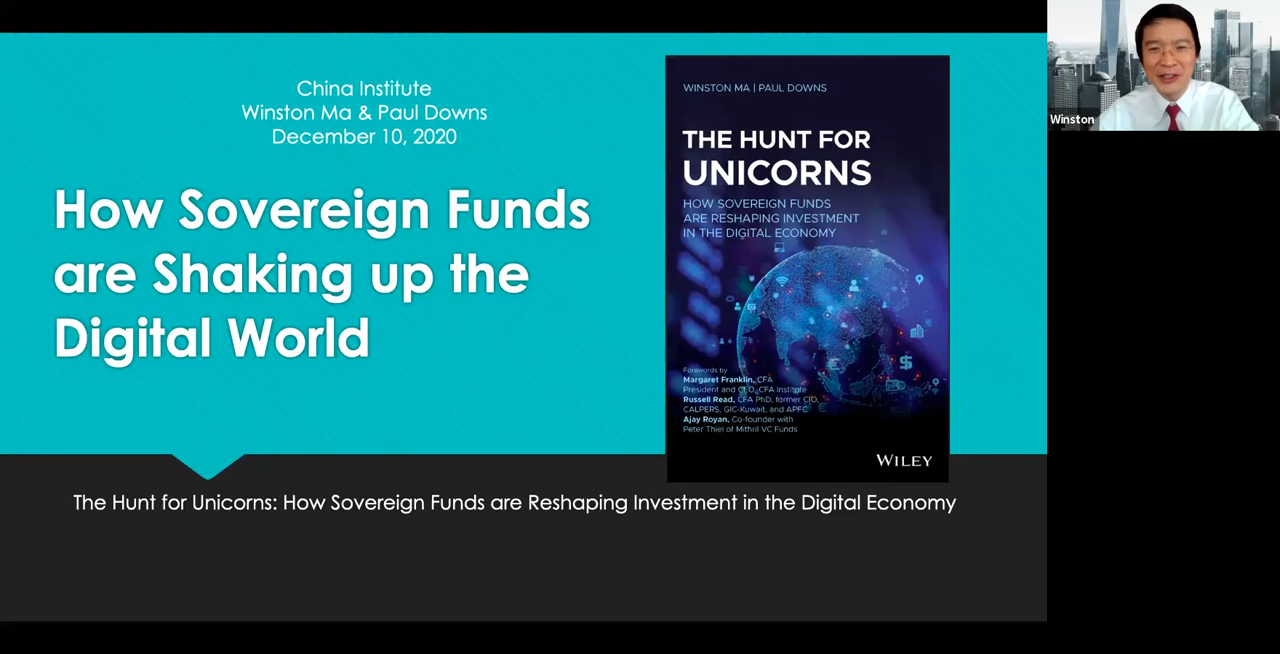 China Institute
Winston Ma & Paul Downs
December 10, 2020
How Sovereign Funds
are Shaking up the
Digital World
WINSTON MA | PAUL DOWNS
THE HUNT FOR
UNICORNS
HOW SOVEREIGN FUNDS
ARE RESHAPING INVESTMENT
IN THE DIGITAL ECONOMY
Forewords by
Margaret Franklin, CFA
President and CEO, CFA Institute
Russell Read, CFA PhD, former CIO,
CALPERS, GIC-Kuwait, and APFC
Ajay Royan, Co-founder with
Peter Thiel of Mithril VC Funds
WILEY
The Hunt for Unicorns: How Sovereign Funds are Reshaping Investment in the Digital Economy
Winston